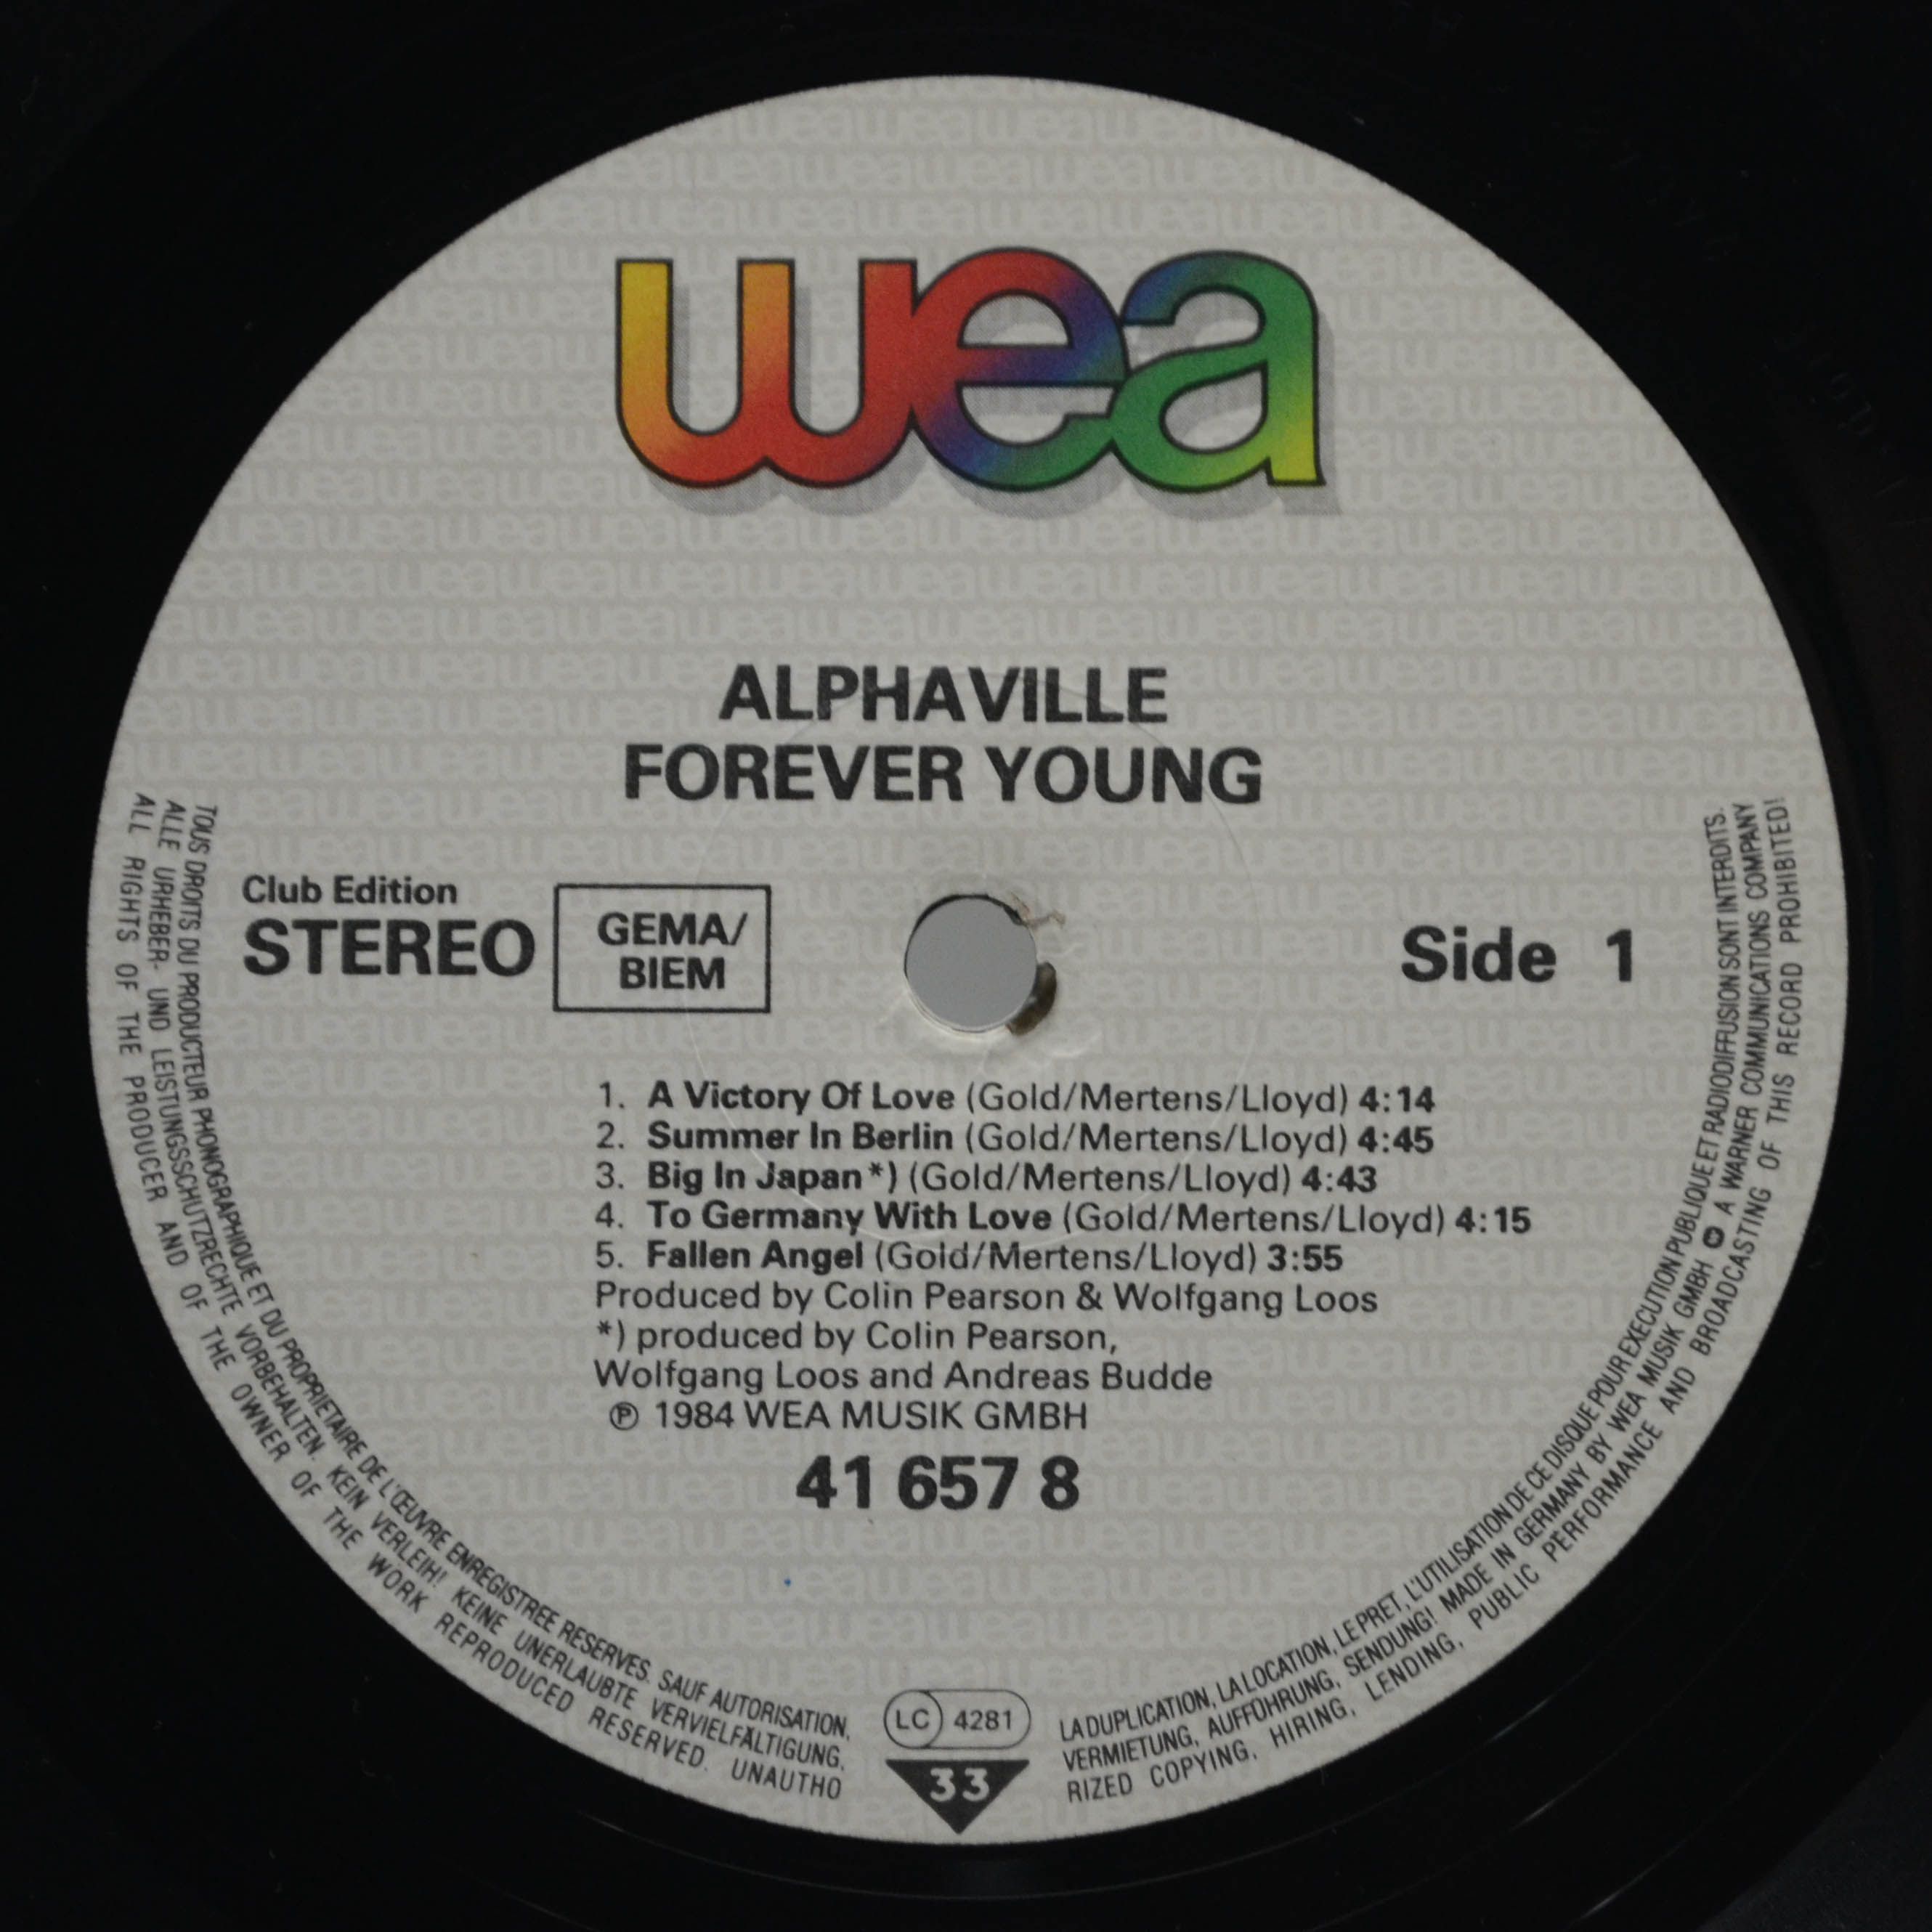 wea
ALPHAVILLE
FOREVER YOUNG
Club Edition
STEREO
GEMA/
BIEM
Side 1
1. A Victory Of Love (Gold/Mertens/Lloyd) 4:14
2. Summer In Berlin (Gold/Mertens/Lloyd) 4:45
3. Big In Japan*) (Gold/Mertens/Lloyd) 4:43
4. To Germany With Love (Gold/Mertens/Lloyd) 4:15
5. Fallen Angel (Gold/Mertens/Lloyd) 3:55
Produced by Colin Pearson & Wolfgang Loos
*) produced by Colin Pearson,
Wolfgang Loos and Andreas Budde
℗ 1984 WEA MUSIK GMBH
41 657 8
TOUS DROITS DU PRODUCTEUR PHONOGRAPHIQUE ET DU PROPRIETAIRE DE L'ŒUVRE ENREGISTREE RESERVES. SAUF AUTORISATION, LA DUPLICATION, LA LOCATION, LE PRET, L'UTILISATION DE CE DISQUE POUR EXECUTION PUBLIQUE ET RADIODIFFUSION SONT INTERDITS.
ALLE URHEBER- UND LEISTUNGSSCHUTZRECHTE VORBEHALTEN. KEIN VERLEIH! KEINE UNERLAUBTE VERVIELFÄLTIGUNG, VERMIETUNG, AUFFÜHRUNG, SENDUNG! MADE IN GERMANY BY WEA MUSIK GMBH A WARNER COMMUNICATIONS COMPANY
ALL RIGHTS OF THE PRODUCER AND OF THE OWNER OF THE WORK REPRODUCED RESERVED. UNAUTHORIZED COPYING, HIRING, LENDING, PUBLIC PERFORMANCE AND BROADCASTING OF THIS RECORD PROHIBITED!
LC 4281
33